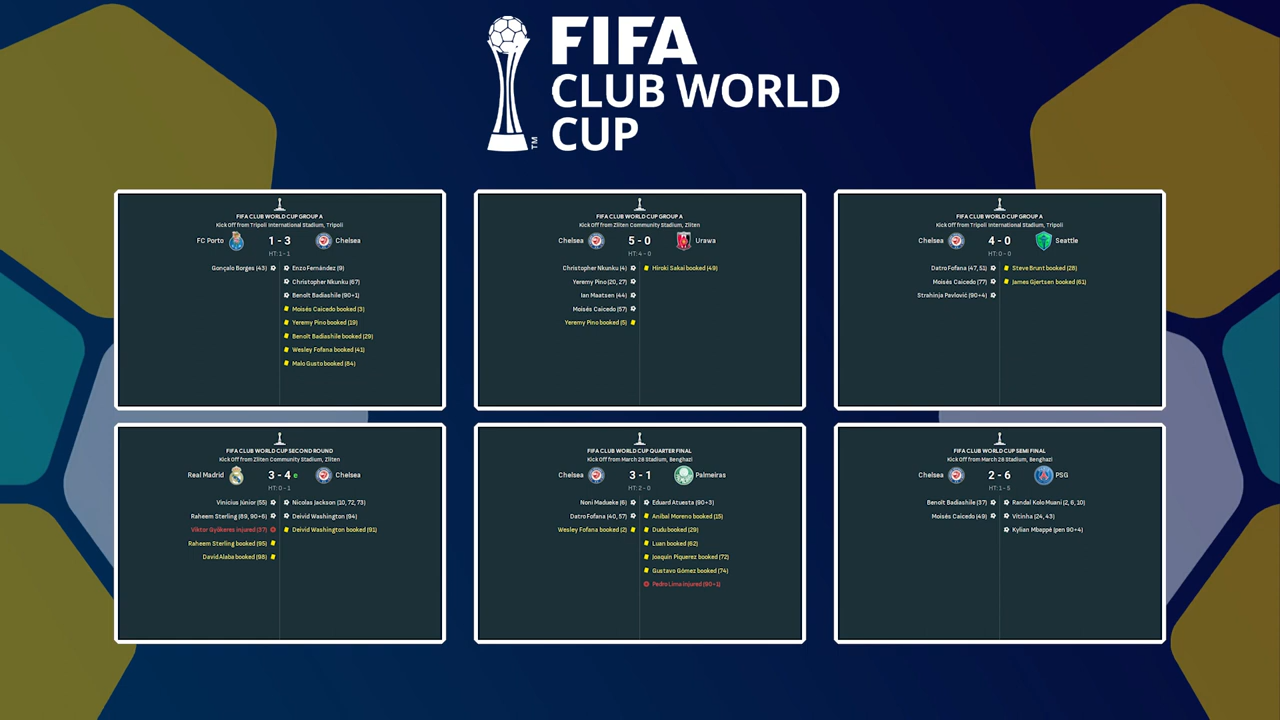 FIFA
CLUB WORLD
CUP
TM
FIFA CLUB WORLD CUP GROUP A
Kick Off from Tripoli International Stadium, Tripoli
FC Porto 1 - 3 Chelsea
HT: 1 - 1
Gonçalo Borges (43) Enzo Fernández (9)
Christopher Nkunku (67)
Benoît Badiashile (90+1)
Moisés Caicedo booked (3)
Yeremy Pino booked (19)
Benoît Badiashile booked (29)
Wesley Fofana booked (41)
Malo Gusto booked (84)
FIFA CLUB WORLD CUP GROUP A
Kick Off from Zliten Community Stadium, Zliten
Chelsea 5 - 0 Urawa
HT: 4 - 0
Christopher Nkunku (4) Hiroki Sakai booked (49)
Yeremy Pino (20, 27)
Ian Maatsen (44)
Moisés Caicedo (57)
Yeremy Pino booked (5)
FIFA CLUB WORLD CUP GROUP A
Kick Off from Tripoli International Stadium, Tripoli
Chelsea 4 - 0 Seattle
HT: 0 - 0
Datro Fofana (47, 51) Steve Brunt booked (28)
Moisés Caicedo (77) James Gjertsen booked (61)
Strahinja Pavlović (90+4)
FIFA CLUB WORLD CUP SECOND ROUND
Kick Off from Zliten Community Stadium, Zliten
Real Madrid 3 - 4 e Chelsea
HT: 0 - 1
Vinícius Júnior (55) Nicolas Jackson (10, 72, 73)
Raheem Sterling (89, 90+6) Deivid Washington (94)
Viktor Gyökeres injured (37) Deivid Washington booked (91)
Raheem Sterling booked (95)
David Alaba booked (98)
FIFA CLUB WORLD CUP QUARTER FINAL
Kick Off from March 28 Stadium, Benghazi
Chelsea 3 - 1 Palmeiras
HT: 2 - 0
Noni Madueke (6) Eduard Atuesta (90+3)
Datro Fofana (40, 57) Aníbal Moreno booked (15)
Wesley Fofana booked (2) Dudu booked (29)
Luan booked (62)
Joaquín Piquerez booked (72)
Gustavo Gómez booked (74)
Pedro Lima injured (90+1)
FIFA CLUB WORLD CUP SEMI FINAL
Kick Off from March 28 Stadium, Benghazi
Chelsea 2 - 6 PSG
HT: 1 - 5
Benoît Badiashile (37) Randal Kolo Muani (2, 6, 10)
Moisés Caicedo (49) Vitinha (24, 43)
Kylian Mbappé (pen 90+4)